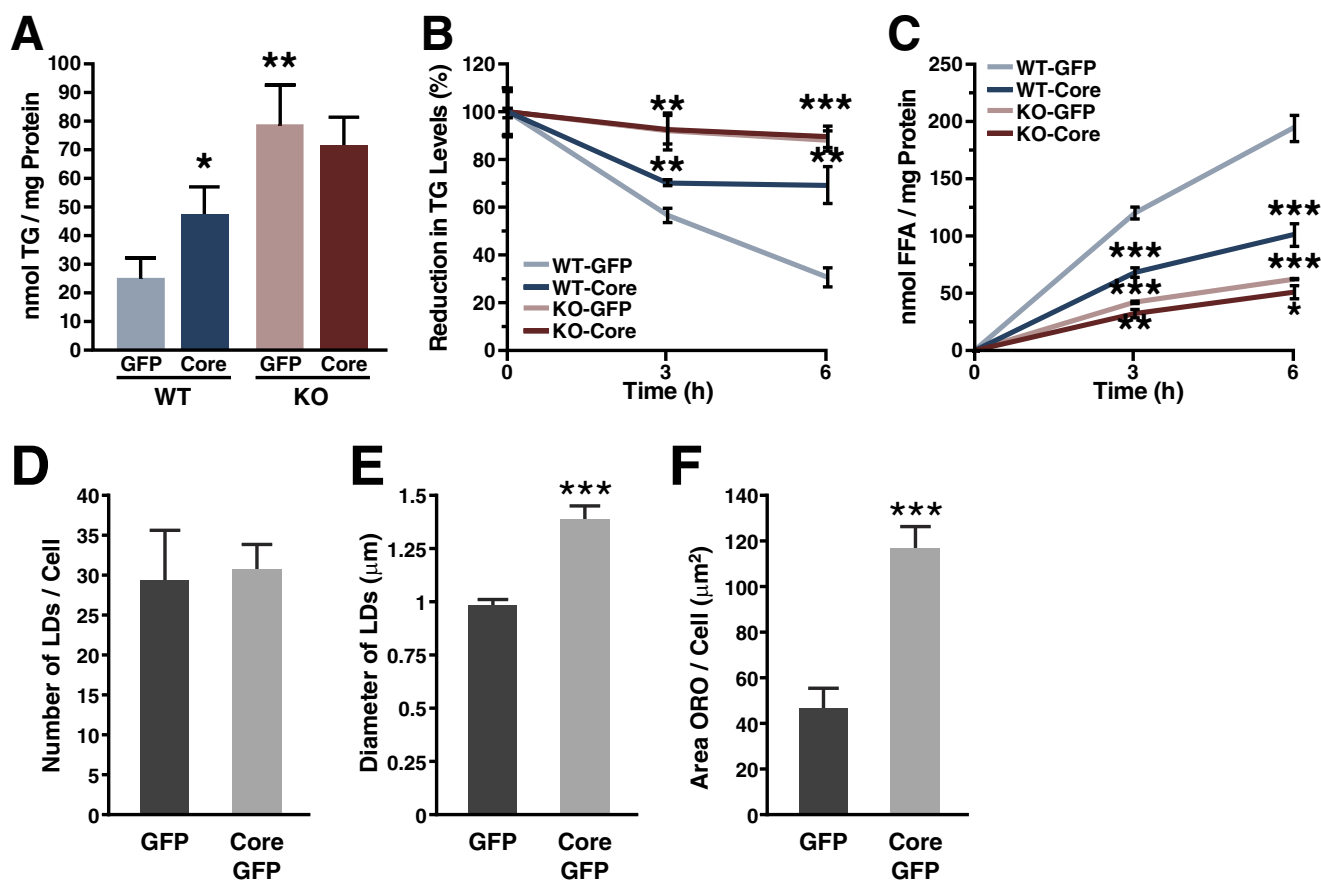 A
nmol TG / mg Protein
100
90
80
70
60
50
40
30
20
10
0
*
**
GFP
Core
GFP
Core
WT
KO
B
Reduction in TG Levels (%)
120
100
80
60
40
20
0
**
***
**
**
WT-GFP
WT-Core
KO-GFP
KO-Core
0
3
6
Time (h)
C
nmol FFA / mg Protein
250
200
150
100
50
0
WT-GFP
WT-Core
KO-GFP
KO-Core
***
***
***
***
**
*
0
3
6
Time (h)
D
Number of LDs / Cell
40
35
30
25
20
15
10
5
0
GFP
Core
GFP
E
Diameter of LDs (μm)
1.5
1.25
1
0.75
0.5
0.25
0
***
GFP
Core
GFP
F
Area ORO / Cell (μm²)
140
120
100
80
60
40
20
0
***
GFP
Core
GFP